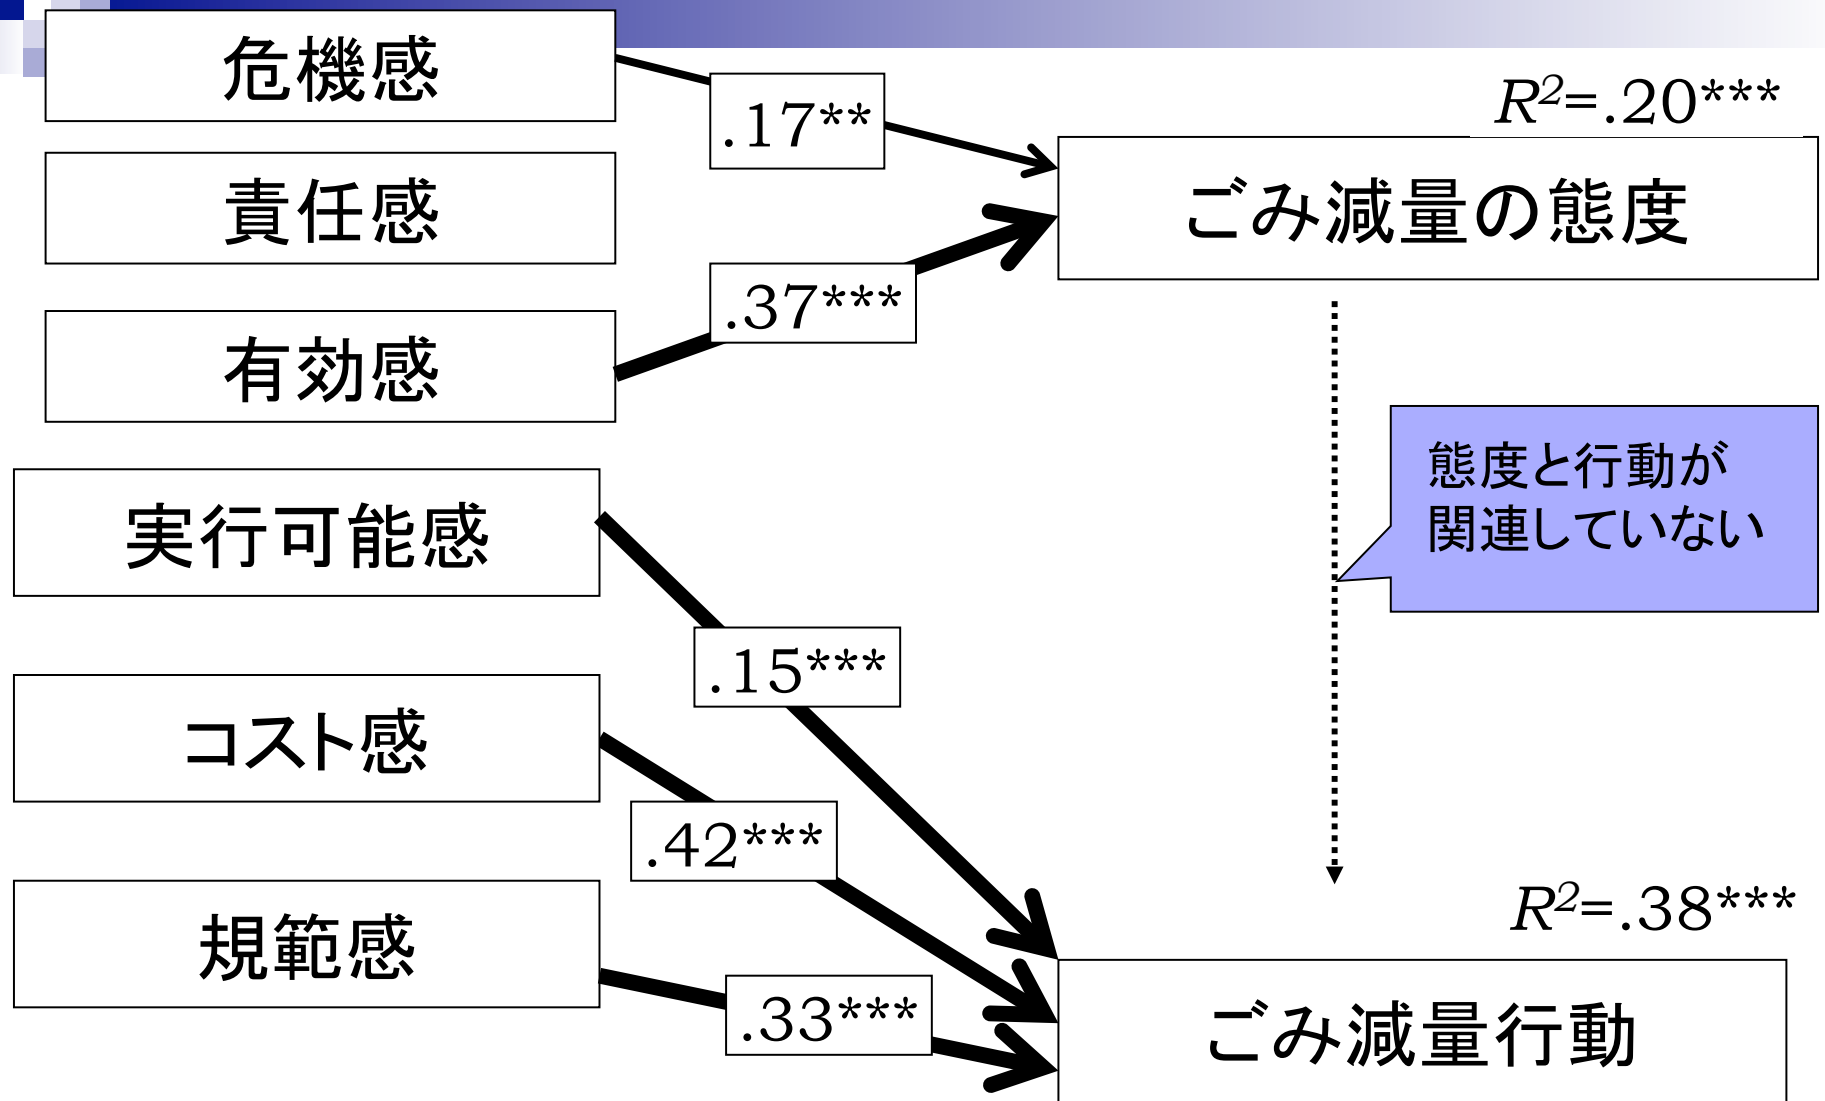 危機感
.17**
R²=.20***
責任感
ごみ減量の態度
.37***
有効感
態度と行動が
関連していない
実行可能感
.15***
コスト感
.42***
規範感
R²=.38***
.33***
ごみ減量行動